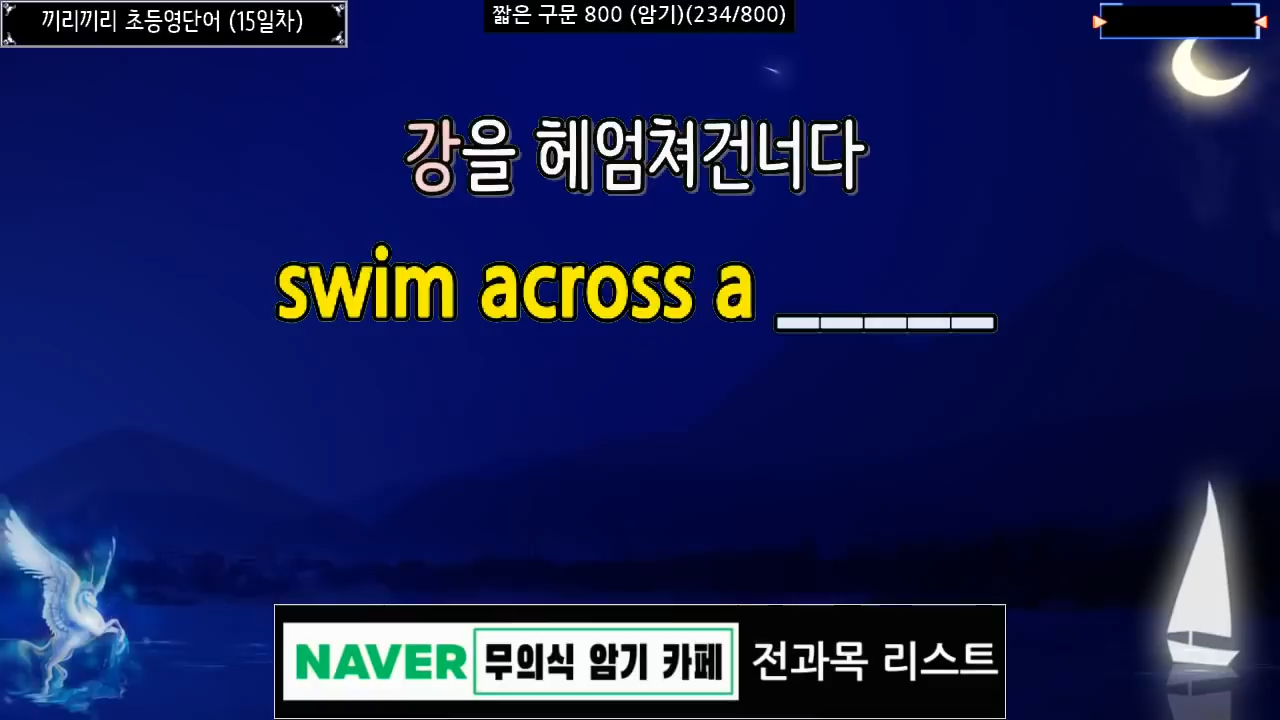 끼리끼리 초등영단어 (15일차)
짧은 구문 800 (암기)(234/800)
강을 헤엄쳐건너다
swim across a _____
NAVER 무의식 암기 카페 전과목 리스트